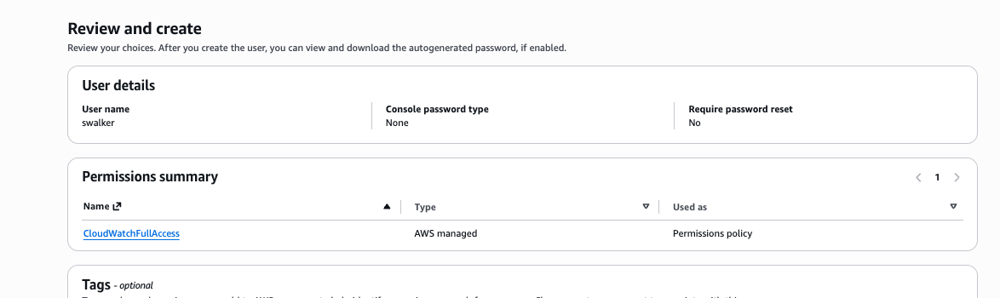 Review and create
Review your choices. After you create the user, you can view and download the autogenerated password, if enabled.
User details
User name
swalker
Console password type
None
Require password reset
No
Permissions summary
1
Name
Type
Used as
CloudWatchFullAccess
AWS managed
Permissions policy
Tags - optional